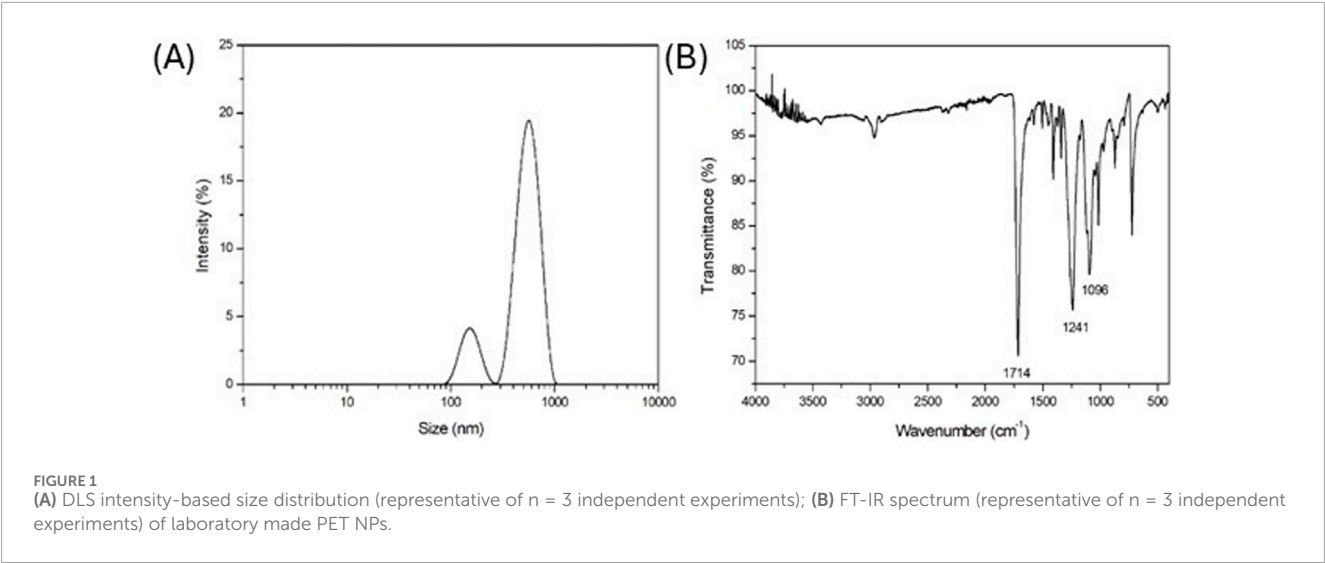 (A)
25
20
15
10
5
0
Intensity (%)
1 10 100 1000 10000
Size (nm)
(B)
105
100
95
90
85
80
75
70
Transmittance (%)
1714
1241
1096
4000 3500 3000 2500 2000 1500 1000 500
Wavenumber (cm⁻¹)
FIGURE 1
(A) DLS intensity-based size distribution (representative of n = 3 independent experiments); (B) FT-IR spectrum (representative of n = 3 independent
experiments) of laboratory made PET NPs.